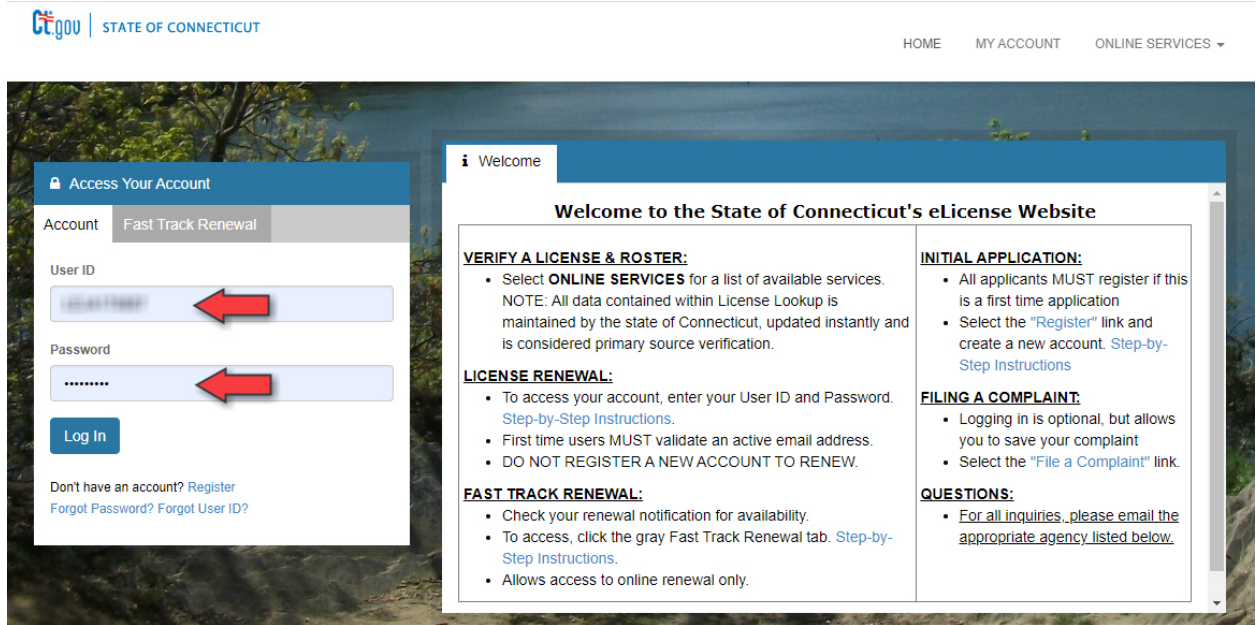 Ct.gov STATE OF CONNECTICUT
HOME MY ACCOUNT ONLINE SERVICES
Access Your Account
Account Fast Track Renewal
User ID
Password
Log In
Don't have an account? Register
Forgot Password? Forgot User ID?
i Welcome
Welcome to the State of Connecticut's eLicense Website
VERIFY A LICENSE & ROSTER:
• Select ONLINE SERVICES for a list of available services.
NOTE: All data contained within License Lookup is
maintained by the state of Connecticut, updated instantly and
is considered primary source verification.
LICENSE RENEWAL:
• To access your account, enter your User ID and Password.
Step-by-Step Instructions.
• First time users MUST validate an active email address.
• DO NOT REGISTER A NEW ACCOUNT TO RENEW.
FAST TRACK RENEWAL:
• Check your renewal notification for availability.
• To access, click the gray Fast Track Renewal tab. Step-by-
Step Instructions.
• Allows access to online renewal only.
INITIAL APPLICATION:
• All applicants MUST register if this
is a first time application
• Select the "Register" link and
create a new account. Step-by-
Step Instructions
FILING A COMPLAINT:
• Logging in is optional, but allows
you to save your complaint
• Select the "File a Complaint" link.
QUESTIONS:
• For all inquiries, please email the
appropriate agency listed below.